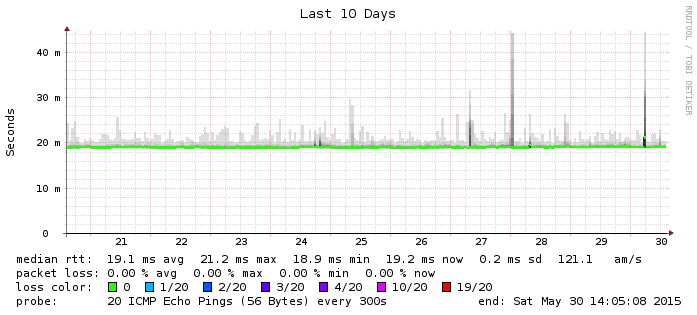 Last 10 Days
RRDTOOL / TOBI OETIKER
Seconds
40 m
30 m
20 m
10 m
0
21 22 23 24 25 26 27 28 29 30
median rtt: 19.1 ms avg 21.2 ms max 18.9 ms min 19.2 ms now 0.2 ms sd 121.1 am/s
packet loss: 0.00 % avg 0.00 % max 0.00 % min 0.00 % now
loss color: 0 1/20 2/20 3/20 4/20 10/20 19/20
probe: 20 ICMP Echo Pings (56 Bytes) every 300s end: Sat May 30 14:05:08 2015